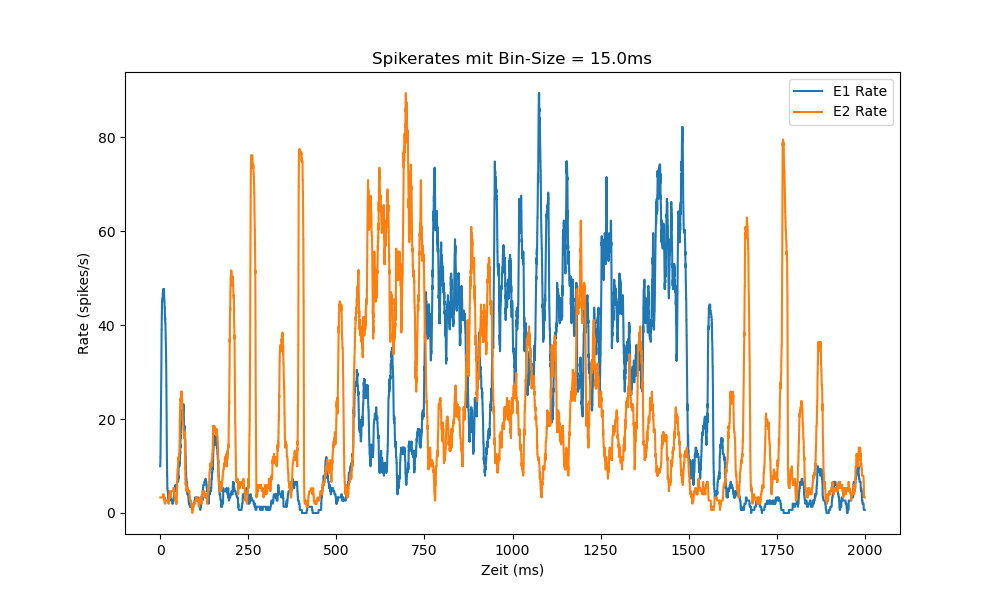 Spikerates mit Bin-Size = 15.0ms
E1 Rate
E2 Rate
Rate (spikes/s)
80
60
40
20
0
0 250 500 750 1000 1250 1500 1750 2000
Zeit (ms)